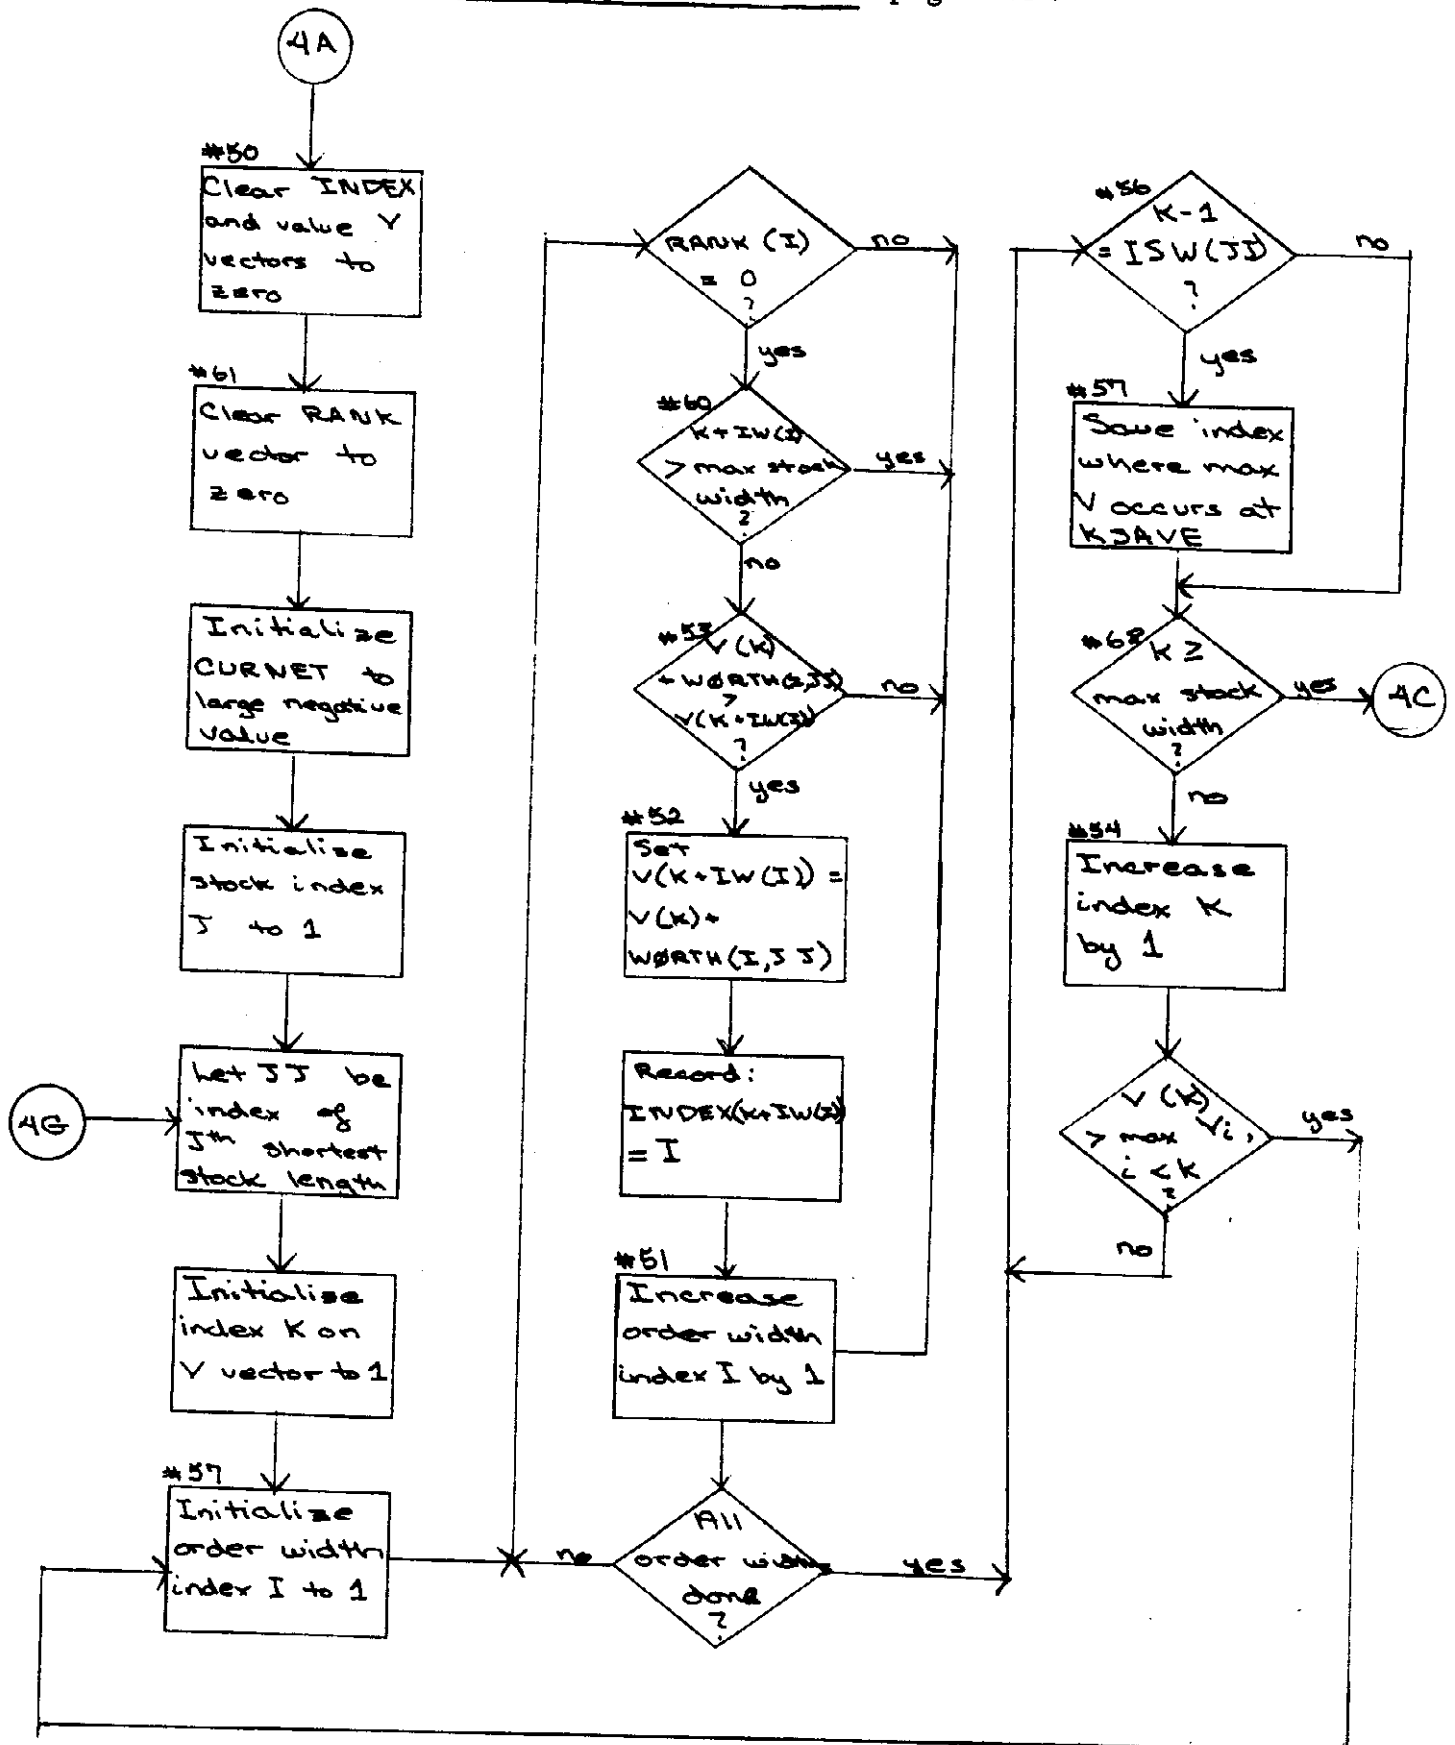 4A
#50
Clear INDEX
and value V
vectors to
zero
#61
Clear RANK
vector to
zero
Initialize
CURNET to
large negative
value
Initialize
stock index
J to 1
4G
Let JJ be
index of
Jth shortest
stock length
Initialize
index K on
V vector to 1
#57
Initialize
order width
index I to 1
RANK (I)
= 0
?
no
yes
#60
K+IW(I)
> max stock
width
?
yes
no
#53
V(K)
+ WØRTH(I,JJ)
>
V(K+IW(I))
?
no
yes
#52
Set
V(K+IW(I)) =
V(K)+
WØRTH(I,JJ)
Record:
INDEX(K+IW(I))
= I
#51
Increase
order width
index I by 1
All
order widths
done
?
no
yes
#56
K-1
= ISW(JJ)
?
no
yes
#57
Save index
where max
V occurs at
KSAVE
#62
K ≥
max stock
width
?
yes
4C
no
#54
Increase
index K
by 1
V (K)
> max Vi,
i < K
?
yes
no